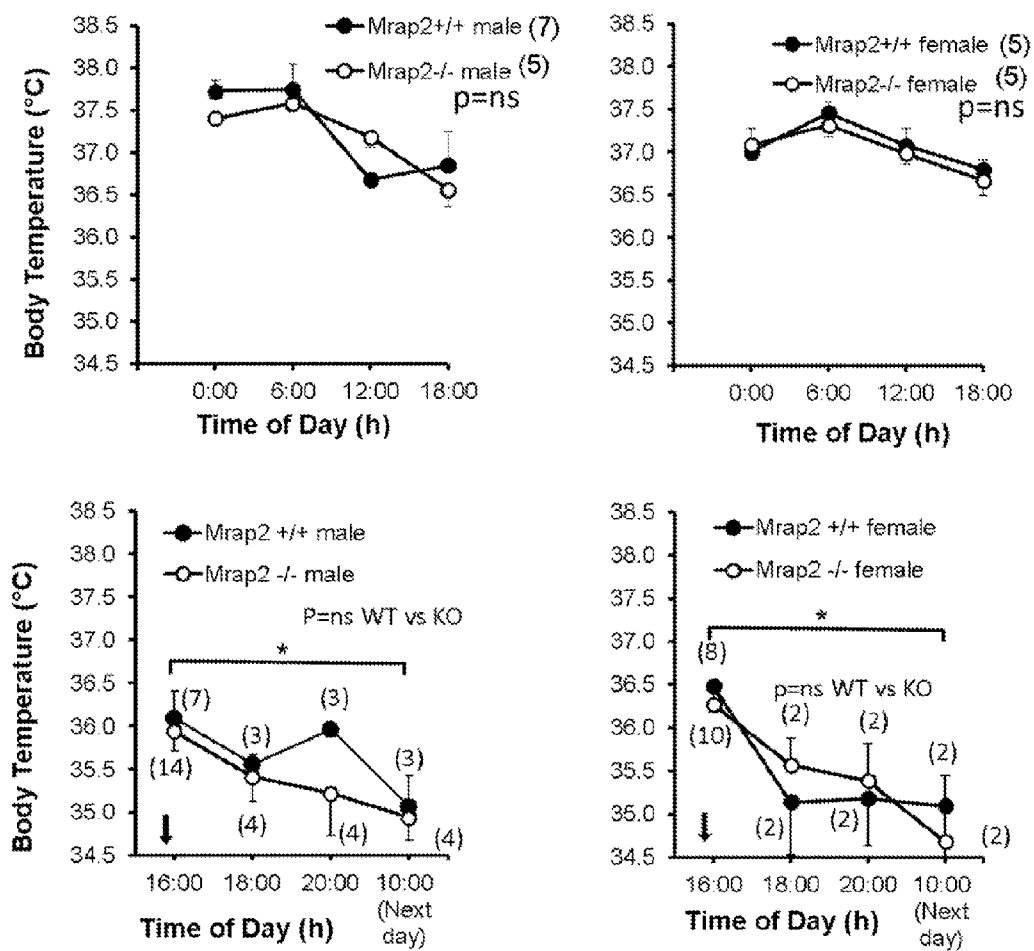 Mrap2+/+ male (7)
Mrap2-/- male (5)
p=ns
Body Temperature (°C)
38.5
38.0
37.5
37.0
36.5
36.0
35.5
35.0
34.5
0:00 6:00 12:00 18:00
Time of Day (h)
Mrap2+/+ female (5)
Mrap2-/- female (5)
p=ns
38.5
38.0
37.5
37.0
36.5
36.0
35.5
35.0
34.5
0:00 6:00 12:00 18:00
Time of Day (h)
Mrap2 +/+ male
Mrap2 -/- male
P=ns WT vs KO
*
Body Temperature (°C)
38.5
38.0
37.5
37.0
36.5
36.0
35.5
35.0
34.5
(7)
(3)
(3)
(3)
(14)
(4)
(4)
(4)
16:00 18:00 20:00 10:00
(Next
day)
Time of Day (h)
Mrap2 +/+ female
Mrap2 -/- female
*
p=ns WT vs KO
38.5
38.0
37.5
37.0
36.5
36.0
35.5
35.0
34.5
(8)
(2)
(2)
(2)
(10)
(2)
(2)
(2)
16:00 18:00 20:00 10:00
(Next
day)
Time of Day (h)